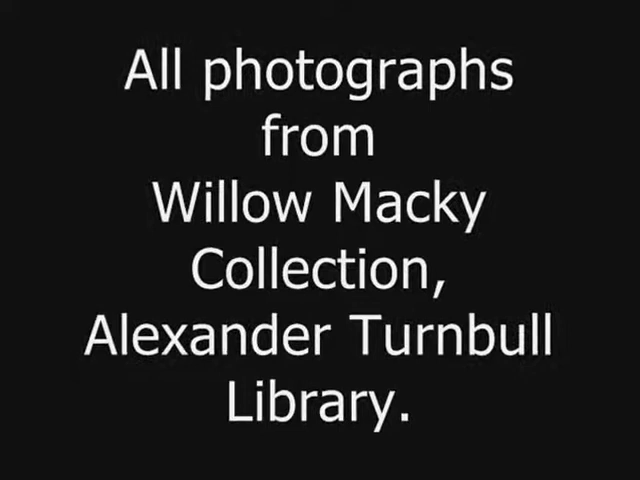 All photographs
from
Willow Macky
Collection,
Alexander Turnbull
Library.